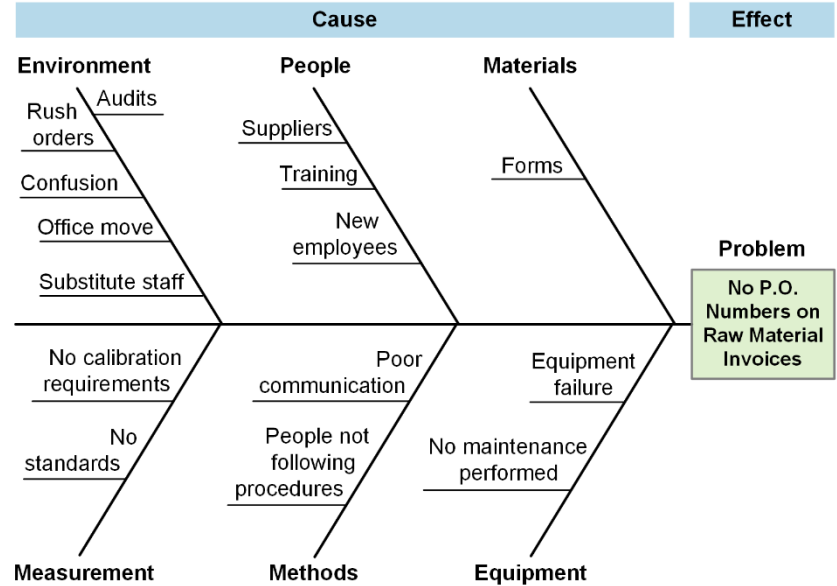 Cause
Effect
Environment
People
Materials
Audits
Rush
orders
Confusion
Office move
Substitute staff
Suppliers
Training
New
employees
Forms
Problem
No P.O.
Numbers on
Raw Material
Invoices
No calibration
requirements
No
standards
Poor
communication
People not
following
procedures
Equipment
failure
No maintenance
performed
Measurement
Methods
Equipment